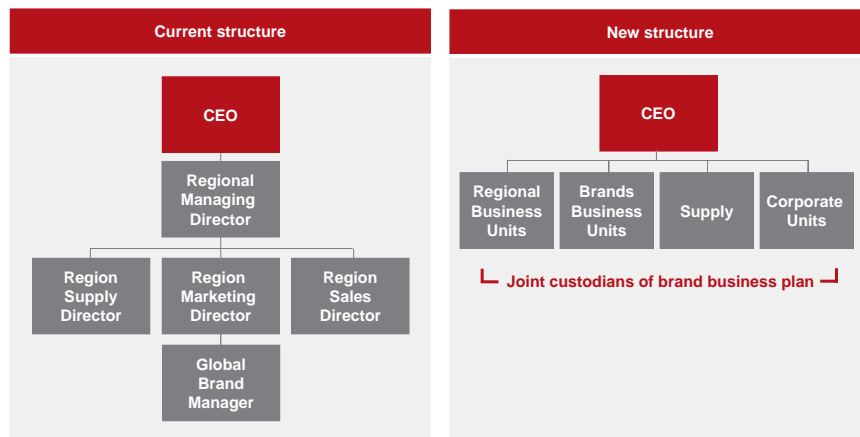 Current structure
CEO
Regional
Managing
Director
Region
Supply
Director
Region
Marketing
Director
Region
Sales
Director
Global
Brand
Manager
New structure
CEO
Regional
Business
Units
Brands
Business
Units
Supply
Corporate
Units
Joint custodians of brand business plan